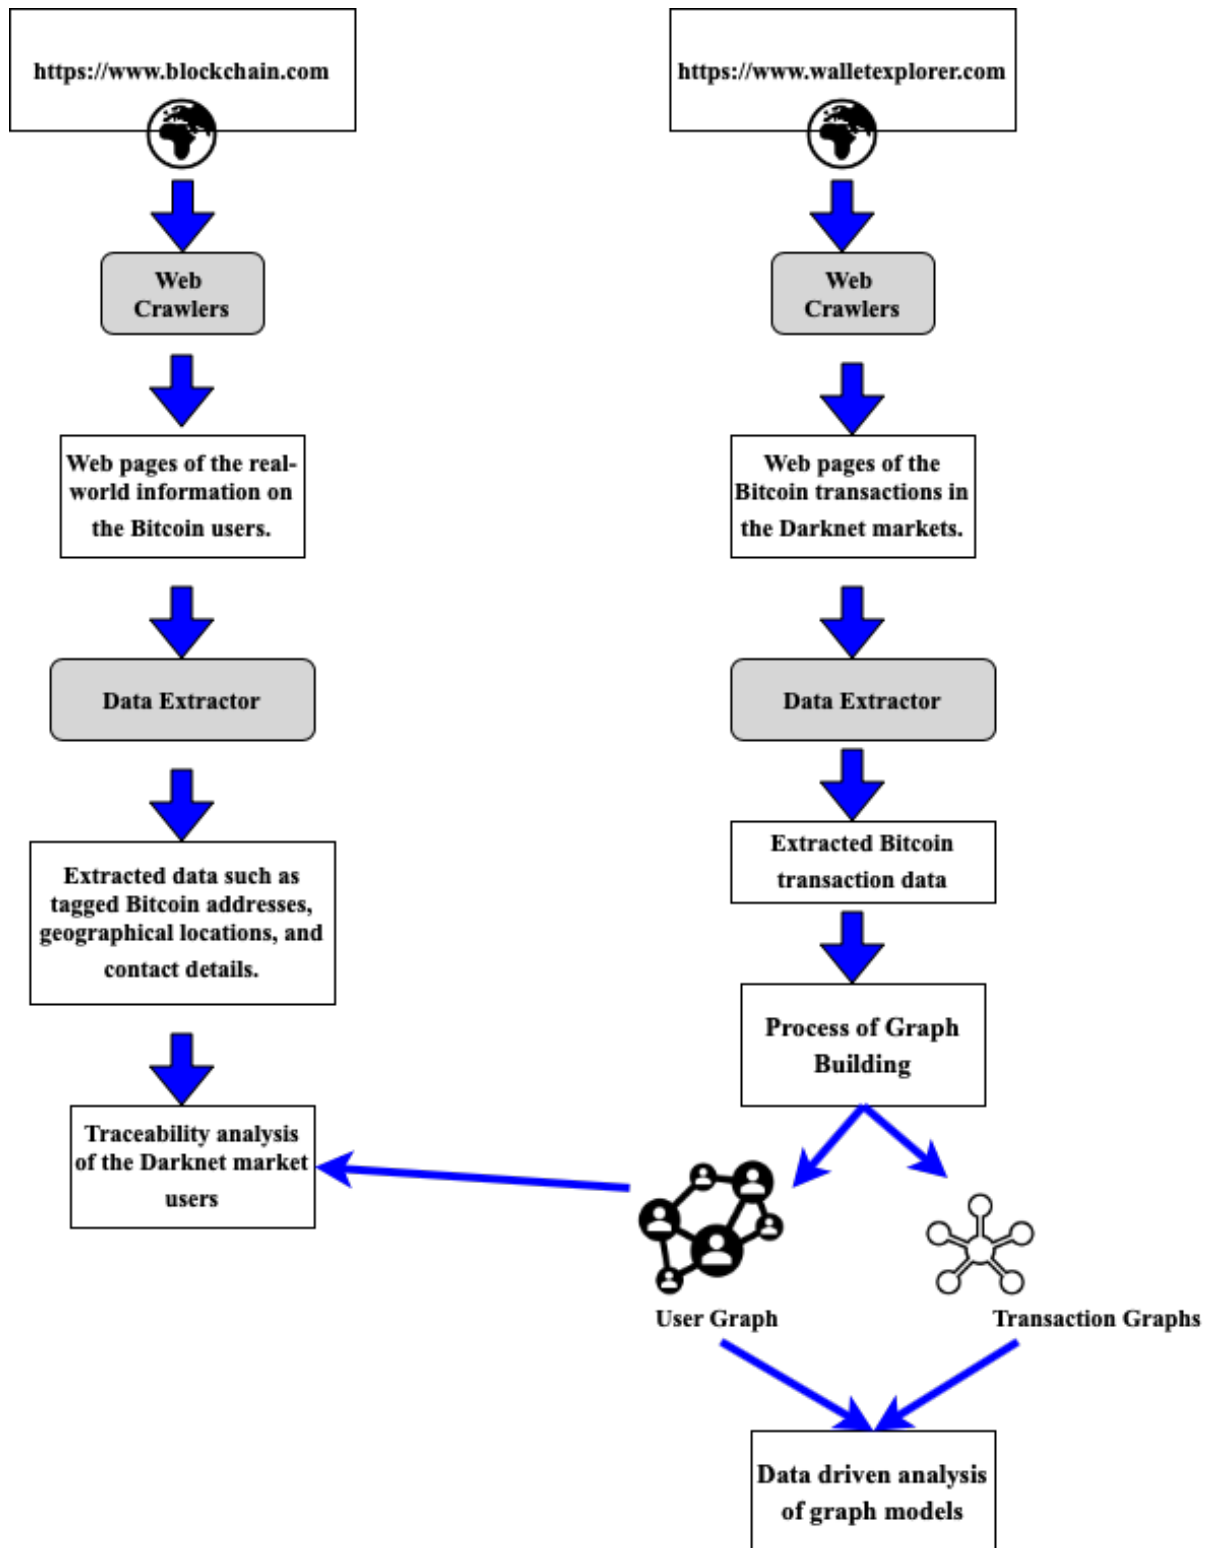 https://www.blockchain.com
https://www.walletexplorer.com
Web
Crawlers
Web
Crawlers
Web pages of the real-
world information on
the Bitcoin users.
Web pages of the
Bitcoin transactions in
the Darknet markets.
Data Extractor
Data Extractor
Extracted data such as
tagged Bitcoin addresses,
geographical locations, and
contact details.
Extracted Bitcoin
transaction data
Process of Graph
Building
Traceability analysis
of the Darknet market
users
User Graph
Transaction Graphs
Data driven analysis
of graph models